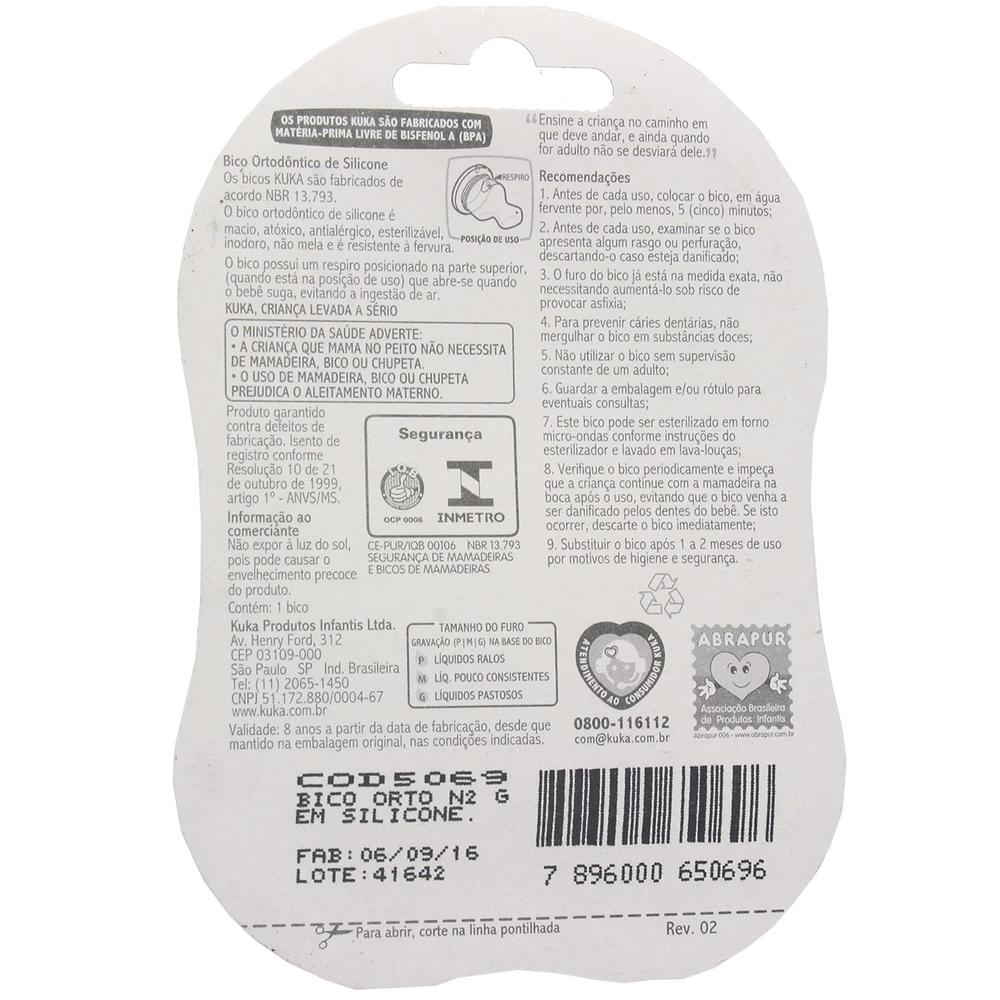 OS PRODUTOS KUKA SÃO FABRICADOS COM
MATÉRIA-PRIMA LIVRE DE BISFENOL A (BPA)
Bico Ortodôntico de Silicone
Os bicos KUKA são fabricados de
acordo NBR 13.793.
O bico ortodôntico de silicone é
macio, atóxico, antialérgico, esterilizável,
inodoro, não mela e é resistente à fervura.
RESPIRO
POSIÇÃO DE USO
O bico possui um respiro posicionado na parte superior,
(quando está na posição de uso) que abre-se quando
o bebê suga, evitando a ingestão de ar.
KUKA, CRIANÇA LEVADA A SÉRIO
O MINISTÉRIO DA SAÚDE ADVERTE:
• A CRIANÇA QUE MAMA NO PEITO NÃO NECESSITA
DE MAMADEIRA, BICO OU CHUPETA.
• O USO DE MAMADEIRA, BICO OU CHUPETA
PREJUDICA O ALEITAMENTO MATERNO.
Produto garantido
contra defeitos de
fabricação. Isento de
registro conforme
Resolução 10 de 21
de outubro de 1999,
artigo 1º - ANVS/MS.
Informação ao
comerciante
Não expor à luz do sol,
pois pode causar o
envelhecimento precoce
do produto.
Contém: 1 bico
Segurança
IQB
OCP 0006
INMETRO
CE-PUR/IQB 00106 NBR 13.793
SEGURANÇA DE MAMADEIRAS
E BICOS DE MAMADEIRAS
Kuka Produtos Infantis Ltda.
Av. Henry Ford, 312
CEP 03109-000
São Paulo SP Ind. Brasileira
Tel: (11) 2065-1450
CNPJ 51.172.880/0004-67
www.kuka.com.br
TAMANHO DO FURO
GRAVAÇÃO (P|M|G) NA BASE DO BICO
P LÍQUIDOS RALOS
M LÍQ. POUCO CONSISTENTES
G LÍQUIDOS PASTOSOS
Validade: 8 anos a partir da data de fabricação, desde que
mantido na embalagem original, nas condições indicadas.
“Ensine a criança no caminho em
que deve andar, e ainda quando
for adulto não se desviará dele.”
Recomendações
1. Antes de cada uso, colocar o bico, em água
fervente por, pelo menos, 5 (cinco) minutos;
2. Antes de cada uso, examinar se o bico
apresenta algum rasgo ou perfuração,
descartando-o caso esteja danificado;
3. O furo do bico já está na medida exata, não
necessitando aumentá-lo sob risco de
provocar asfixia;
4. Para prevenir cáries dentárias, não
mergulhar o bico em substâncias doces;
5. Não utilizar o bico sem supervisão
constante de um adulto;
6. Guardar a embalagem e/ou rótulo para
eventuais consultas;
7. Este bico pode ser esterilizado em forno
micro-ondas conforme instruções do
esterilizador e lavado em lava-louças;
8. Verifique o bico periodicamente e impeça
que a criança continue com a mamadeira na
boca após o uso, evitando que o bico venha a
ser danificado pelos dentes do bebê. Se isto
ocorrer, descarte o bico imediatamente;
9. Substituir o bico após 1 a 2 meses de uso
por motivos de higiene e segurança.
ATENDIMENTO AO CONSUMIDOR KUKA
0800-116112
com@kuka.com.br
ABRAPUR
Associação Brasileira
de Produtos Infantis
Abrapur 006 - www.abrapur.com.br
COD5069
BICO ORTO N2 G
EM SILICONE.
FAB:06/09/16
LOTE:41642
7 896000 650696
Para abrir, corte na linha pontilhada
Rev. 02